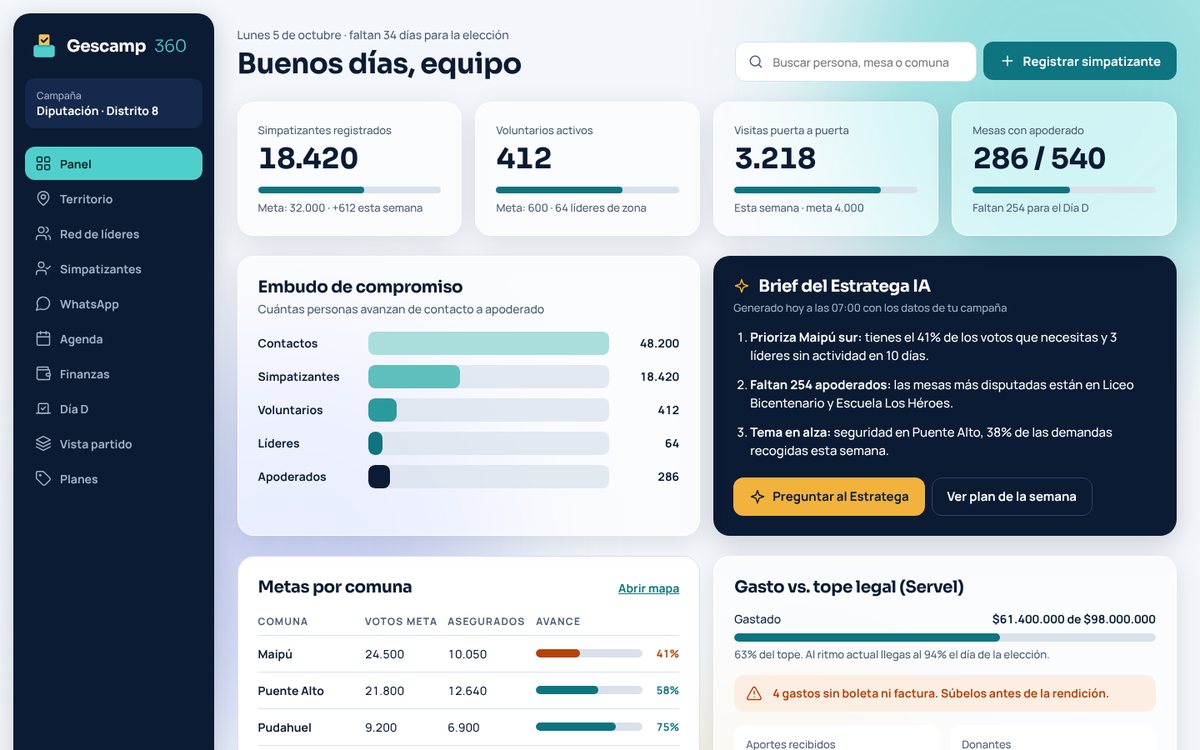 Gescamp 360
Campaña
Diputación · Distrito 8
Panel
Territorio
Red de líderes
Simpatizantes
WhatsApp
Agenda
Finanzas
Día D
Vista partido
Planes
Lunes 5 de octubre · faltan 34 días para la elección
Buenos días, equipo
Buscar persona, mesa o comuna
Registrar simpatizante
Simpatizantes registrados
18.420
Meta: 32.000 · +612 esta semana
Voluntarios activos
412
Meta: 600 · 64 líderes de zona
Visitas puerta a puerta
3.218
Esta semana · meta 4.000
Mesas con apoderado
286 / 540
Faltan 254 para el Día D
Embudo de compromiso
Cuántas personas avanzan de contacto a apoderado
Contactos 48.200
Simpatizantes 18.420
Voluntarios 412
Líderes 64
Apoderados 286
Brief del Estratega IA
Generado hoy a las 07:00 con los datos de tu campaña
1. Prioriza Maipú sur: tienes el 41% de los votos que necesitas y 3
líderes sin actividad en 10 días.
2. Faltan 254 apoderados: las mesas más disputadas están en Liceo
Bicentenario y Escuela Los Héroes.
3. Tema en alza: seguridad en Puente Alto, 38% de las demandas
recogidas esta semana.
Preguntar al Estratega
Ver plan de la semana
Metas por comuna
Abrir mapa
COMUNA VOTOS META ASEGURADOS AVANCE
Maipú 24.500 10.050 41%
Puente Alto 21.800 12.640 58%
Pudahuel 9.200 6.900 75%
Gasto vs. tope legal (Servel)
Gastado $61.400.000 de $98.000.000
63% del tope. Al ritmo actual llegas al 94% el día de la elección.
4 gastos sin boleta ni factura. Súbelos antes de la rendición.
Aportes recibidos
Donantes